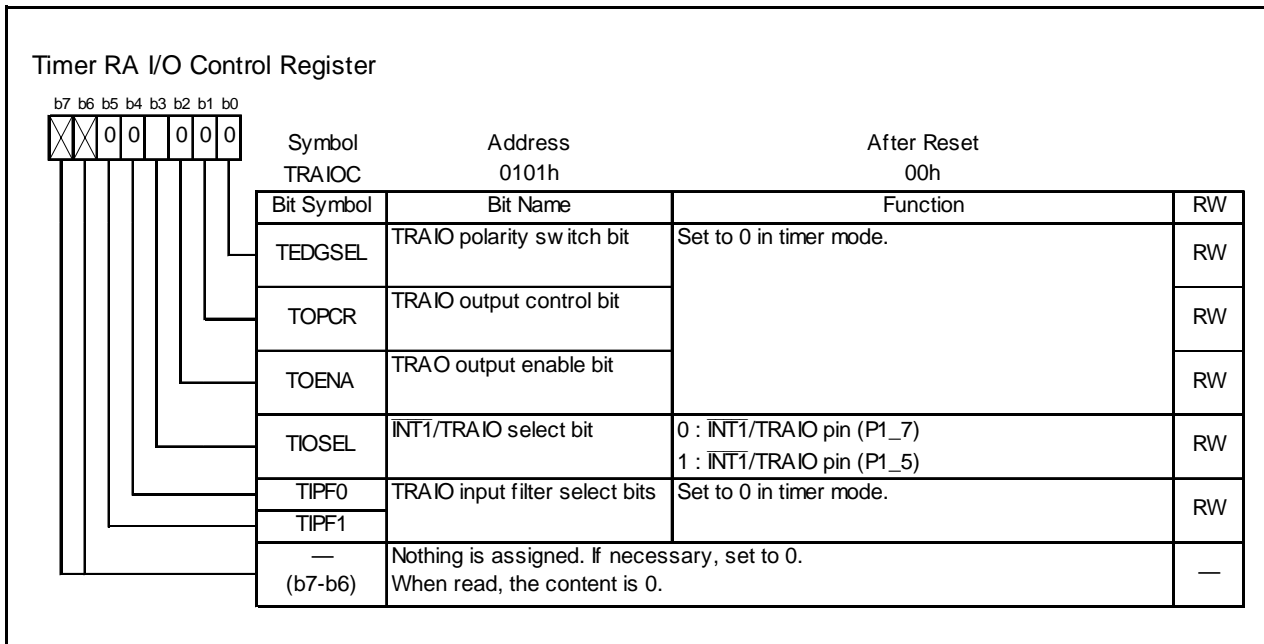 Timer RA I/O Control Register
b7 b6 b5 b4 b3 b2 b1 b0
0 0 0 0 0
Symbol Address After Reset
TRAIOC 0101h 00h
Bit Symbol Bit Name Function RW
TEDGSEL TRAIO polarity switch bit Set to 0 in timer mode. RW
TOPCR TRAIO output control bit RW
TOENA TRAO output enable bit RW
TIOSEL INT1/TRAIO select bit 0 : INT1/TRAIO pin (P1_7) RW
1 : INT1/TRAIO pin (P1_5)
TIPF0 TRAIO input filter select bits Set to 0 in timer mode. RW
TIPF1
— Nothing is assigned. If necessary, set to 0. —
(b7-b6) When read, the content is 0.